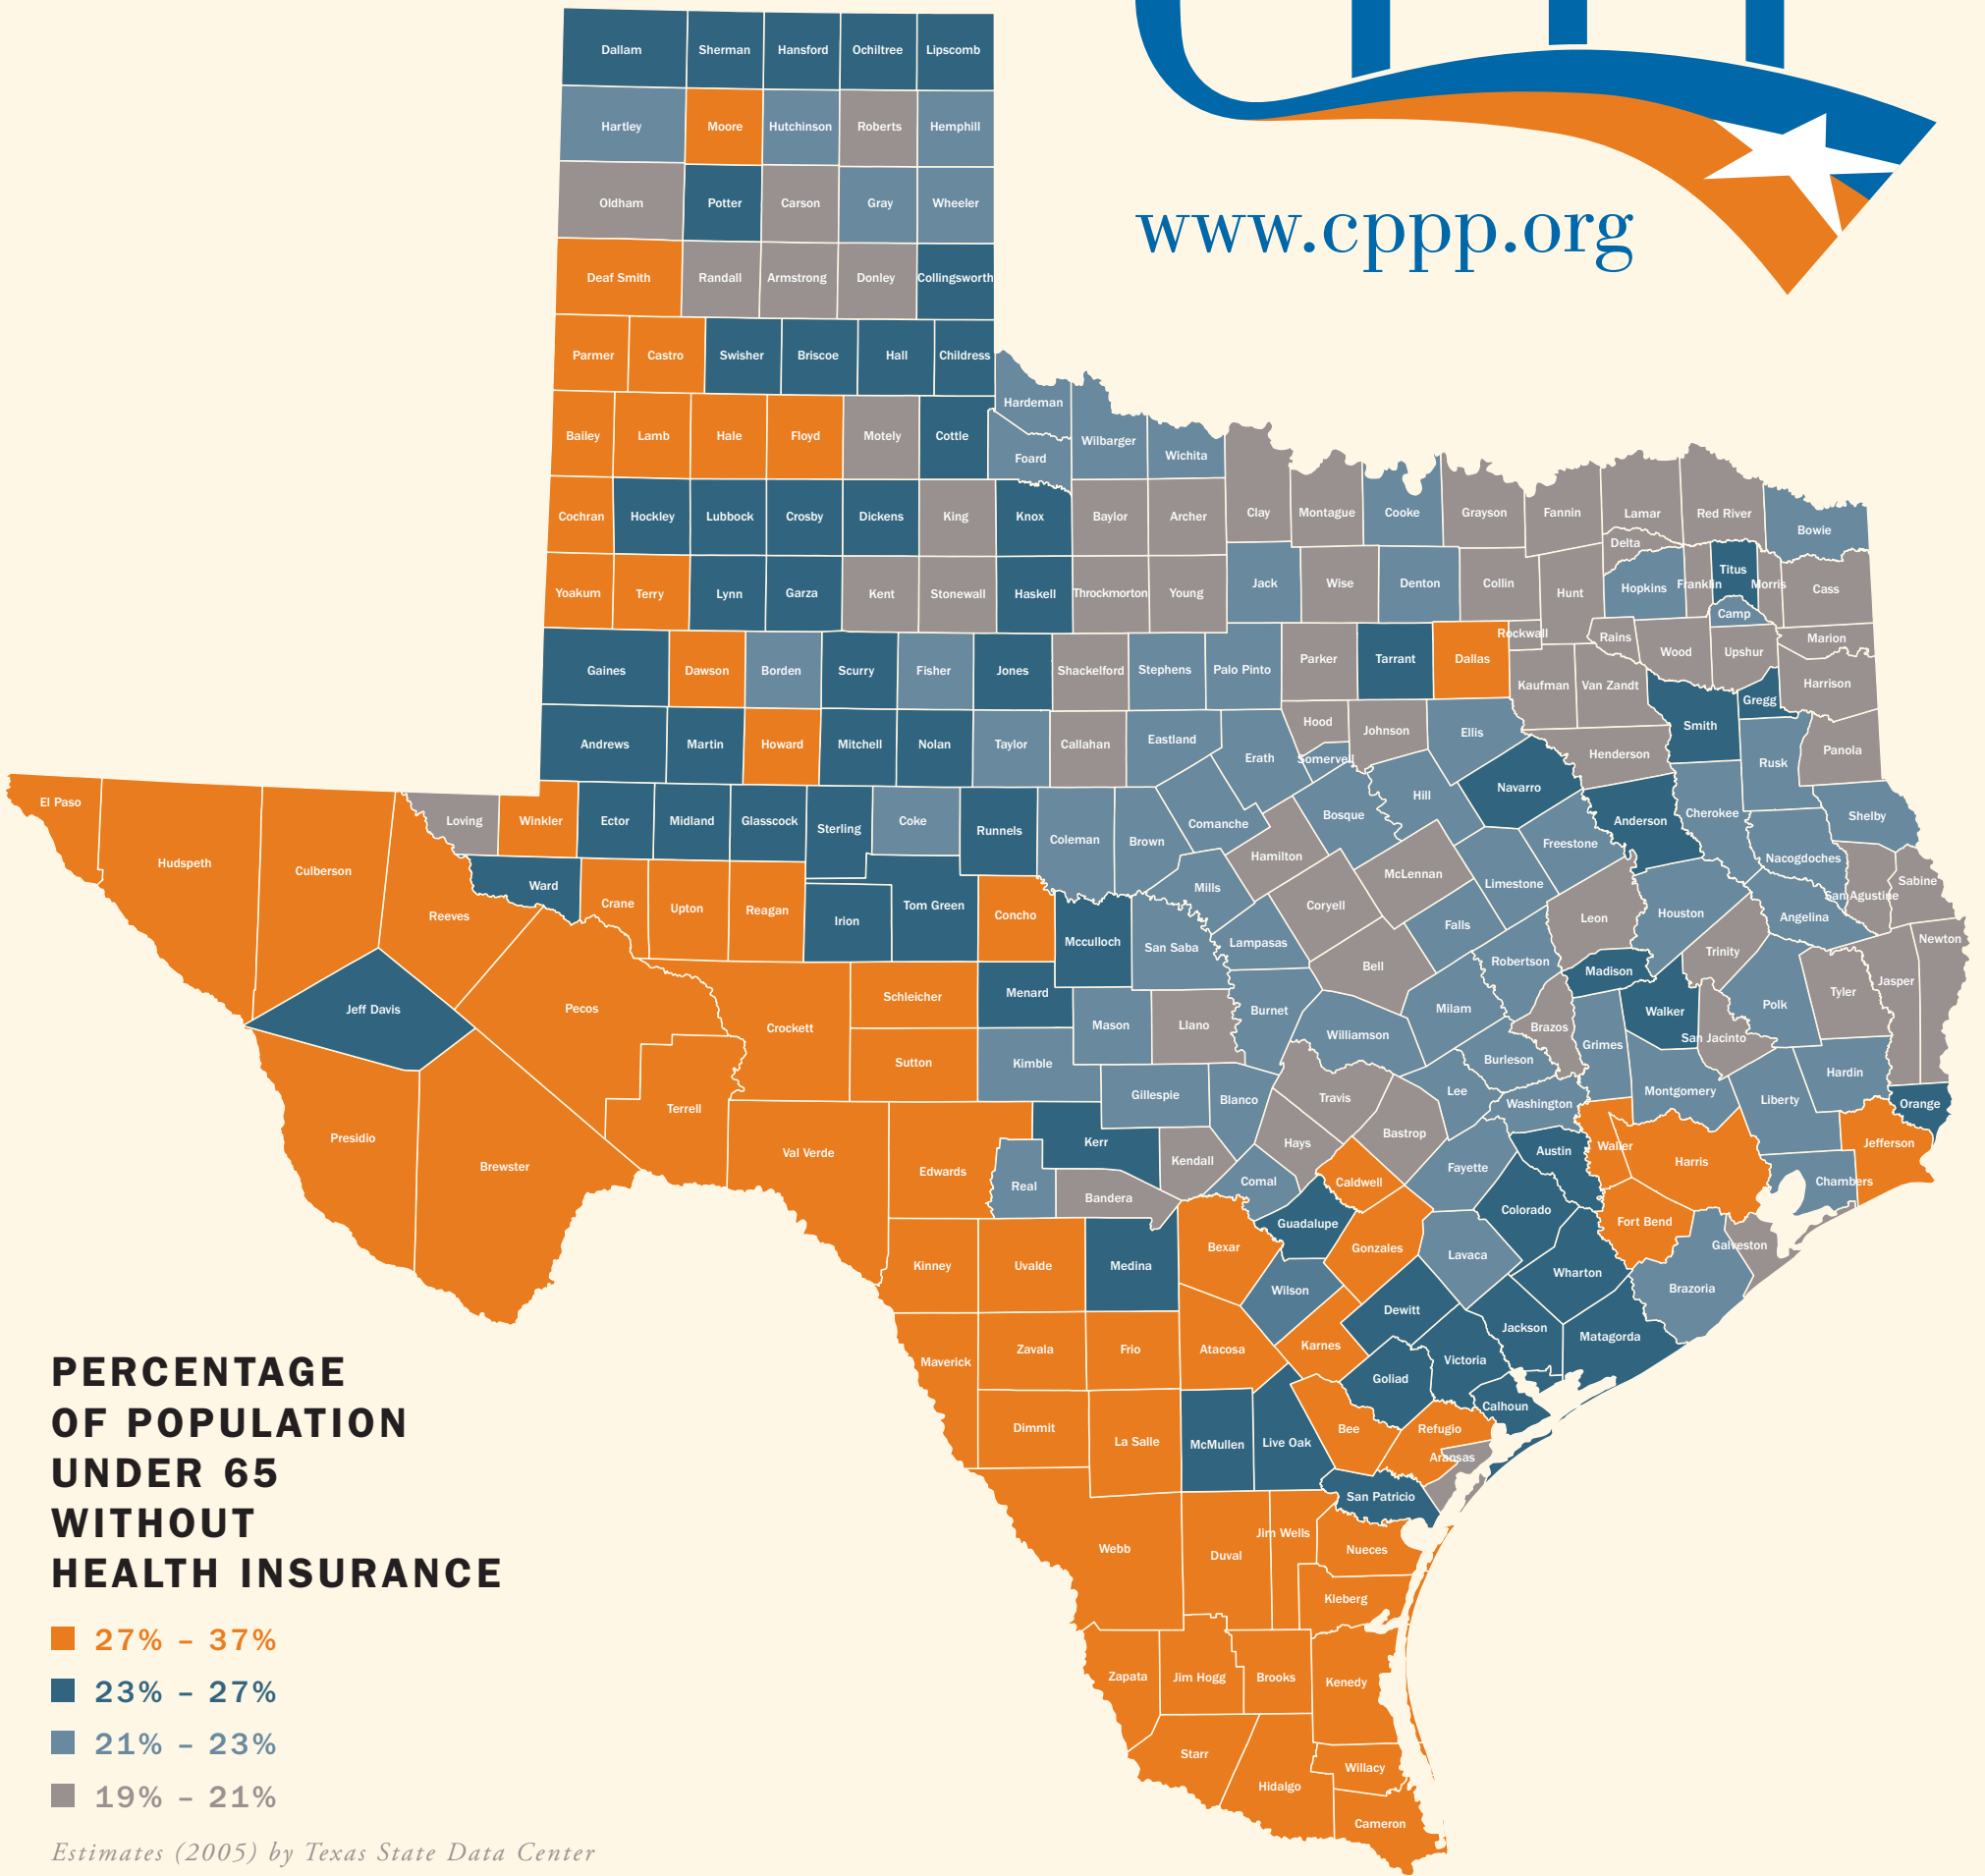 www.cppp.org
Dallam Sherman Hansford Ochiltree Lipscomb
Hartley Moore Hutchinson Roberts Hemphill
Oldham Potter Carson Gray Wheeler
Deaf Smith Randall Armstrong Donley Collingsworth
Parmer Castro Swisher Briscoe Hall Childress
Hardeman
Bailey Lamb Hale Floyd Motely Cottle Foard Wilbarger Wichita
Cochran Hockley Lubbock Crosby Dickens King Knox Baylor Archer Clay Montague Cooke Grayson Fannin Lamar Red River Bowie
Delta
Yoakum Terry Lynn Garza Kent Stonewall Haskell Throckmorton Young Jack Wise Denton Collin Hunt Hopkins Franklin Titus Morris Cass
Camp
Gaines Dawson Borden Scurry Fisher Jones Shackelford Stephens Palo Pinto Parker Tarrant Dallas Rockwall Rains Wood Upshur Marion
Kaufman Van Zandt Harrison
Andrews Martin Howard Mitchell Nolan Taylor Callahan Eastland Erath Hood Johnson Ellis Henderson Smith Gregg Rusk Panola
Somervell
El Paso Hudspeth Culberson Reeves Loving Winkler Ector Midland Glasscock Sterling Coke Runnels Coleman Brown Comanche Bosque Hill Navarro Anderson Cherokee Shelby
Hamilton McLennan Limestone Freestone Nacogdoches
Ward Crane Upton Reagan Irion Tom Green Concho Mcculloch San Saba Mills Lampasas Coryell Falls Leon Houston Angelina San Agustine Sabine
Bell Robertson Madison Trinity Newton
Jeff Davis Pecos Crockett Schleicher Menard Mason Llano Burnet Williamson Milam Brazos Walker Polk Tyler Jasper
San Jacinto
Sutton Kimble Burleson Grimes
Terrell Gillespie Blanco Travis Lee Washington Montgomery Liberty Hardin Orange
Presidio Brewster Val Verde Edwards Kerr Kendall Hays Bastrop Fayette Austin Waller Harris Jefferson
Real Bandera Comal Caldwell Chambers
Guadalupe Colorado Fort Bend
Kinney Uvalde Medina Bexar Gonzales Lavaca Wharton Galveston
Wilson Brazoria
Maverick Zavala Frio Atacosa Karnes Dewitt Jackson Matagorda
Goliad Victoria
Dimmit La Salle McMullen Live Oak Bee Refugio Calhoun
Aransas
San Patricio
Webb Duval Jim Wells Nueces
Kleberg
Zapata Jim Hogg Brooks Kenedy
Starr Hidalgo Willacy
Cameron
PERCENTAGE
OF POPULATION
UNDER 65
WITHOUT
HEALTH INSURANCE
27% – 37%
23% – 27%
21% – 23%
19% – 21%
Estimates (2005) by Texas State Data Center